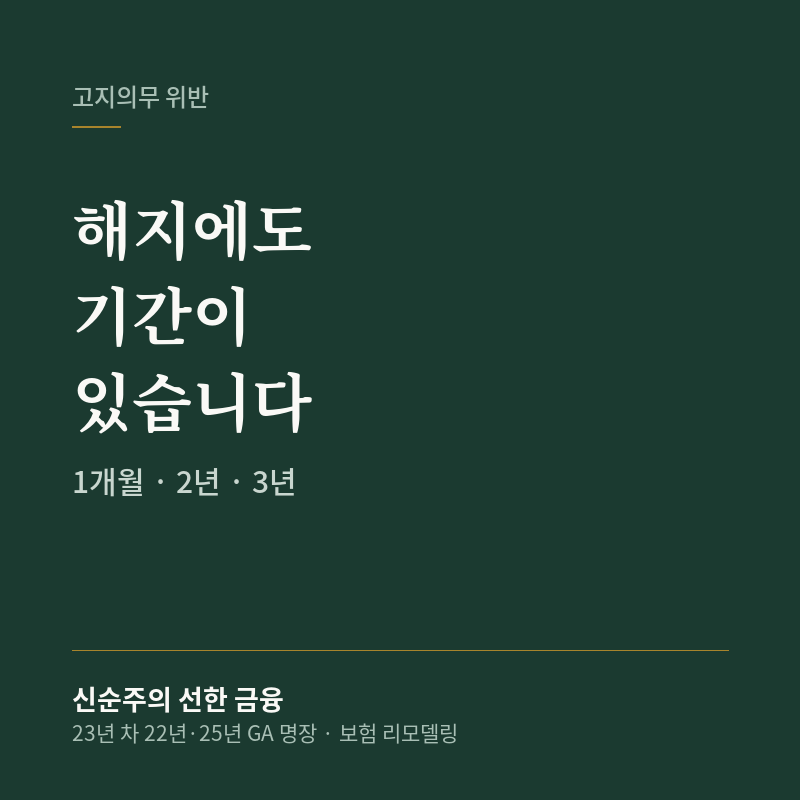 고지의무 위반
해지에도
기간이
있습니다
1개월 · 2년 · 3년
신순주의 선한 금융
23년 차 22년·25년 GA 명장 · 보험 리모델링